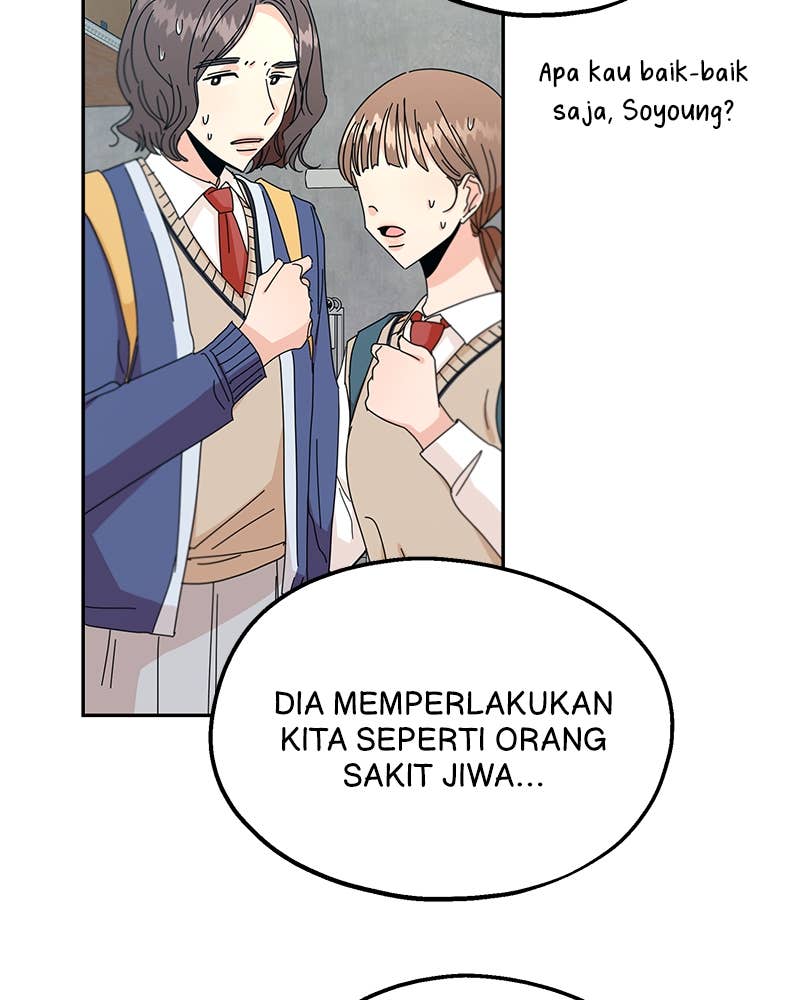 Apa kau baik-baik
saja, Soyoung?
DIA MEMPERLAKUKAN
KITA SEPERTI ORANG
SAKIT JIWA...